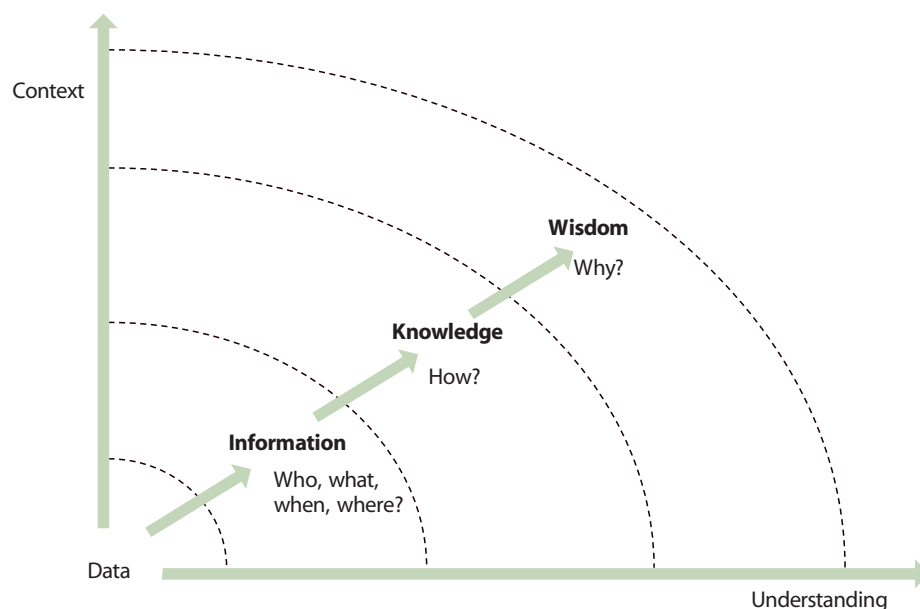 Context
Wisdom
Why?
Knowledge
How?
Information
Who, what,
when, where?
Data
Understanding